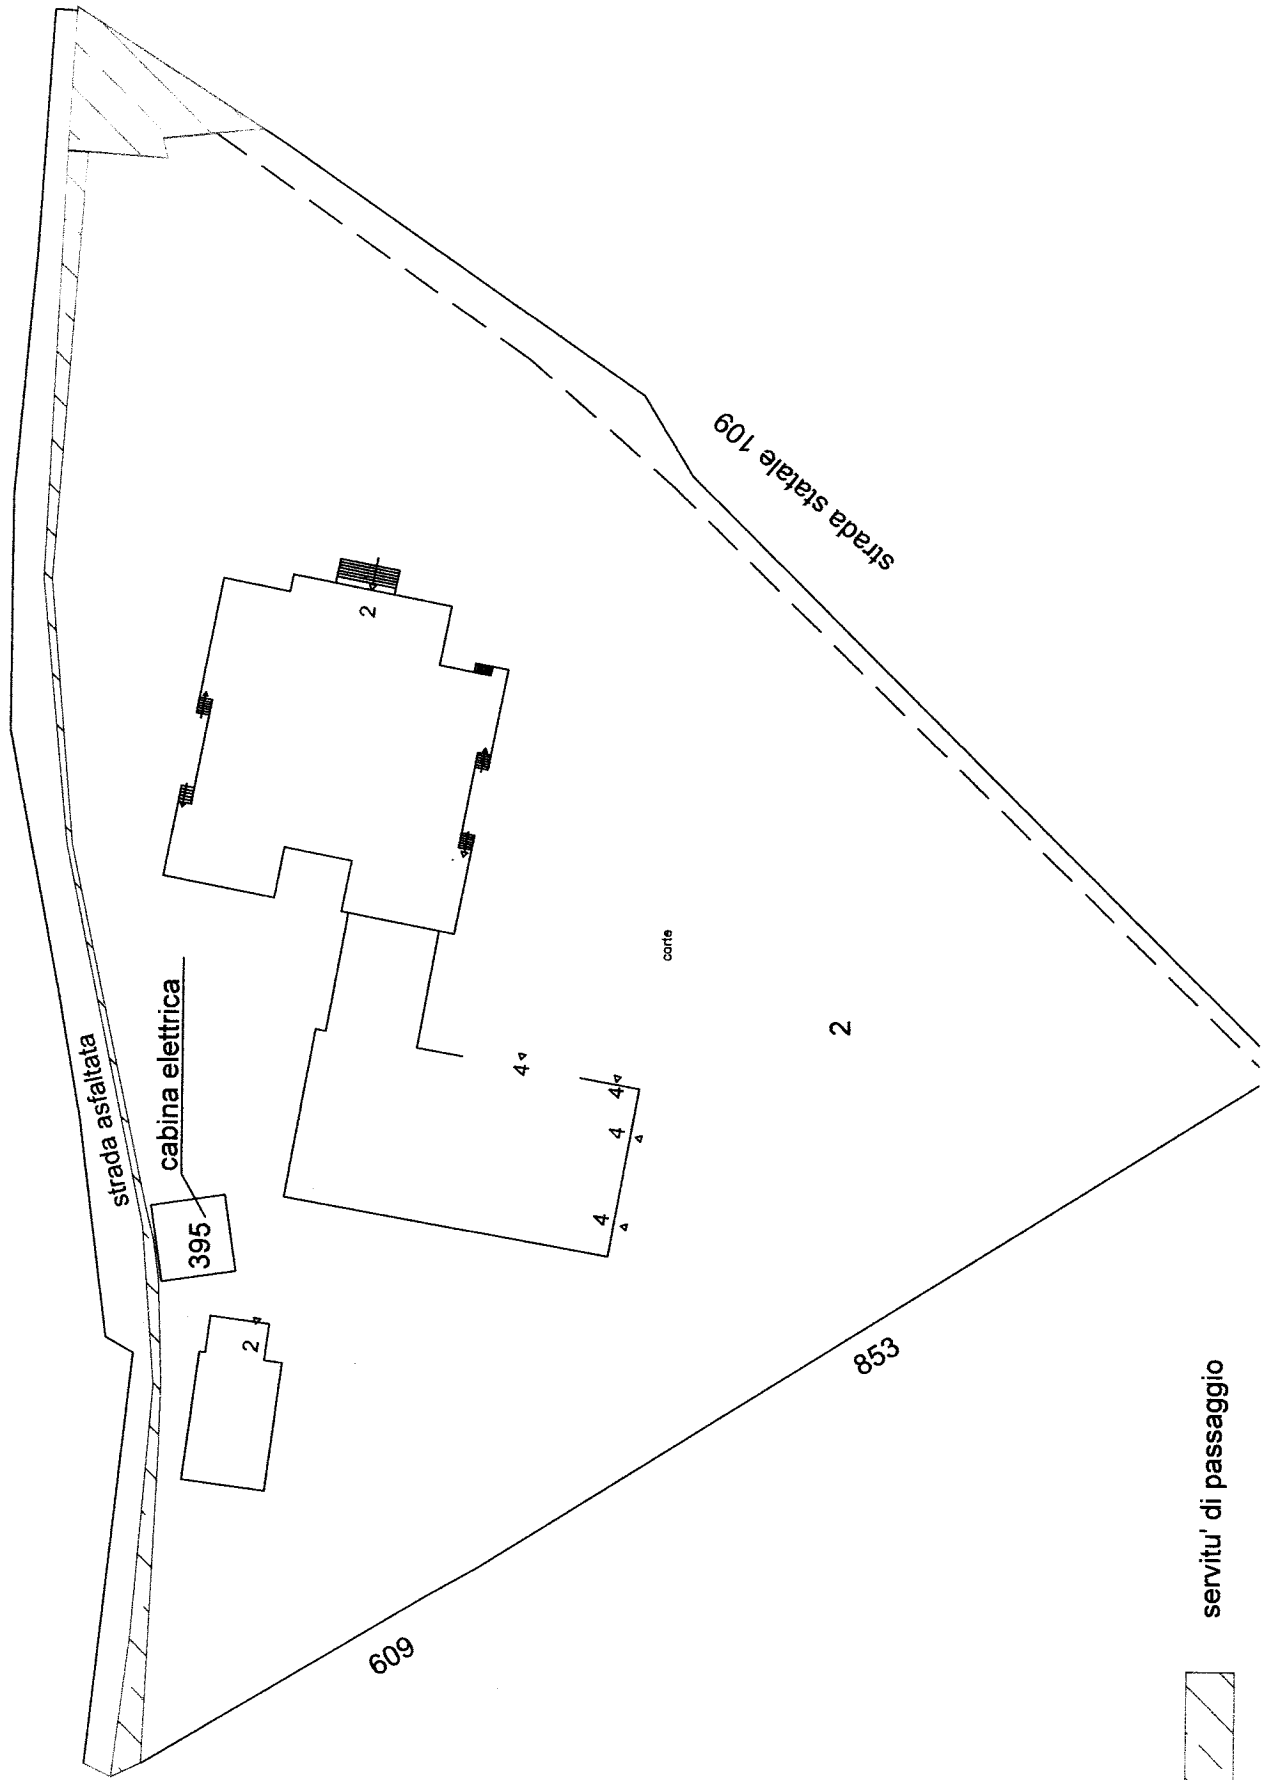 strada asfaltata
cabina elettrica
395
2
2
4
4
4
4
corte
2
strada statale 109
609
853
servitu' di passaggio